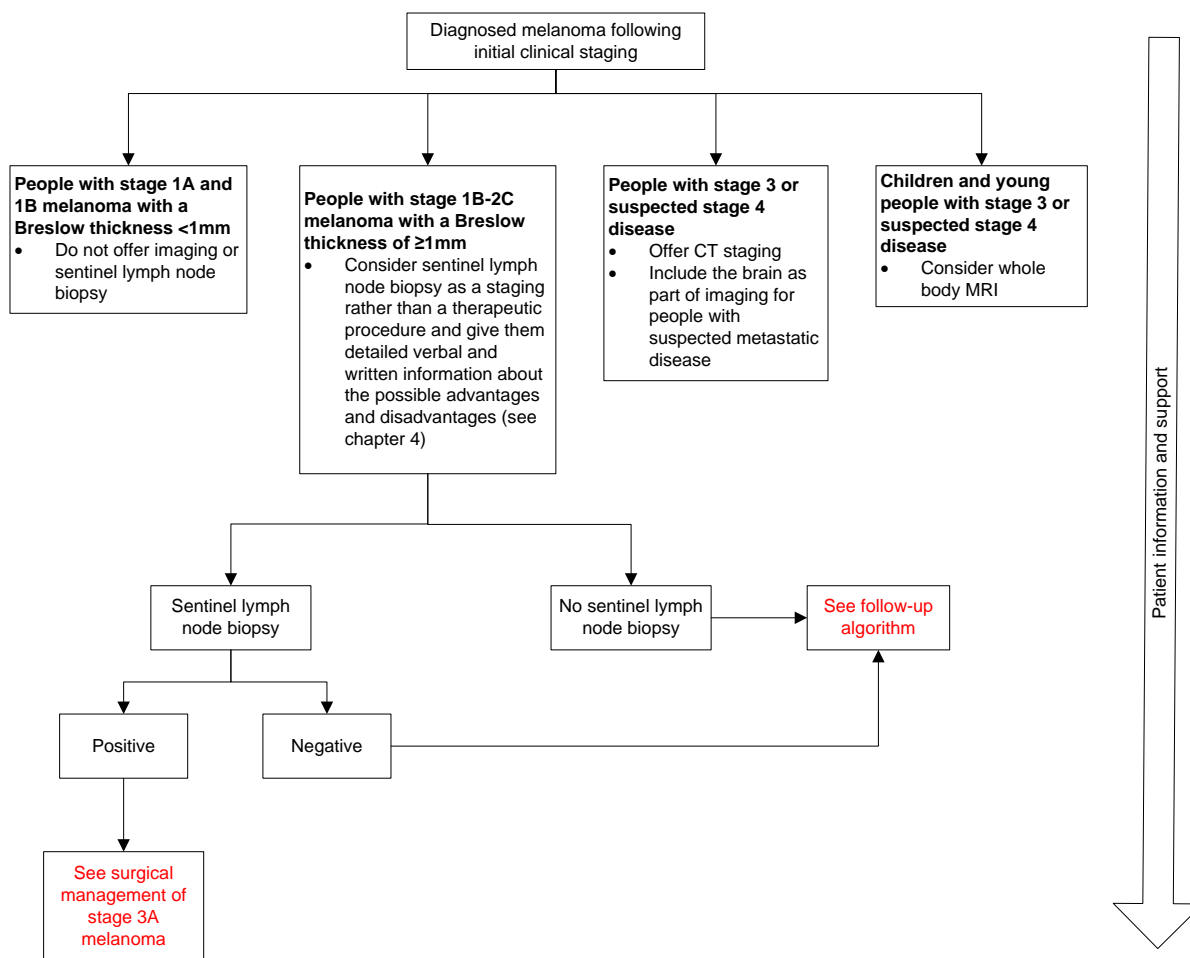 Diagnosed melanoma following
initial clinical staging
People with stage 1A and
1B melanoma with a
Breslow thickness <1mm
• Do not offer imaging or
sentinel lymph node
biopsy
People with stage 1B-2C
melanoma with a Breslow
thickness of ≥1mm
• Consider sentinel lymph
node biopsy as a staging
rather than a therapeutic
procedure and give them
detailed verbal and
written information about
the possible advantages
and disadvantages (see
chapter 4)
People with stage 3 or
suspected stage 4
disease
• Offer CT staging
• Include the brain as
part of imaging for
people with
suspected metastatic
disease
Children and young
people with stage 3 or
suspected stage 4
disease
• Consider whole
body MRI
Sentinel lymph
node biopsy
No sentinel lymph
node biopsy
See follow-up
algorithm
Positive
Negative
See surgical
management of
stage 3A
melanoma
Patient information and support